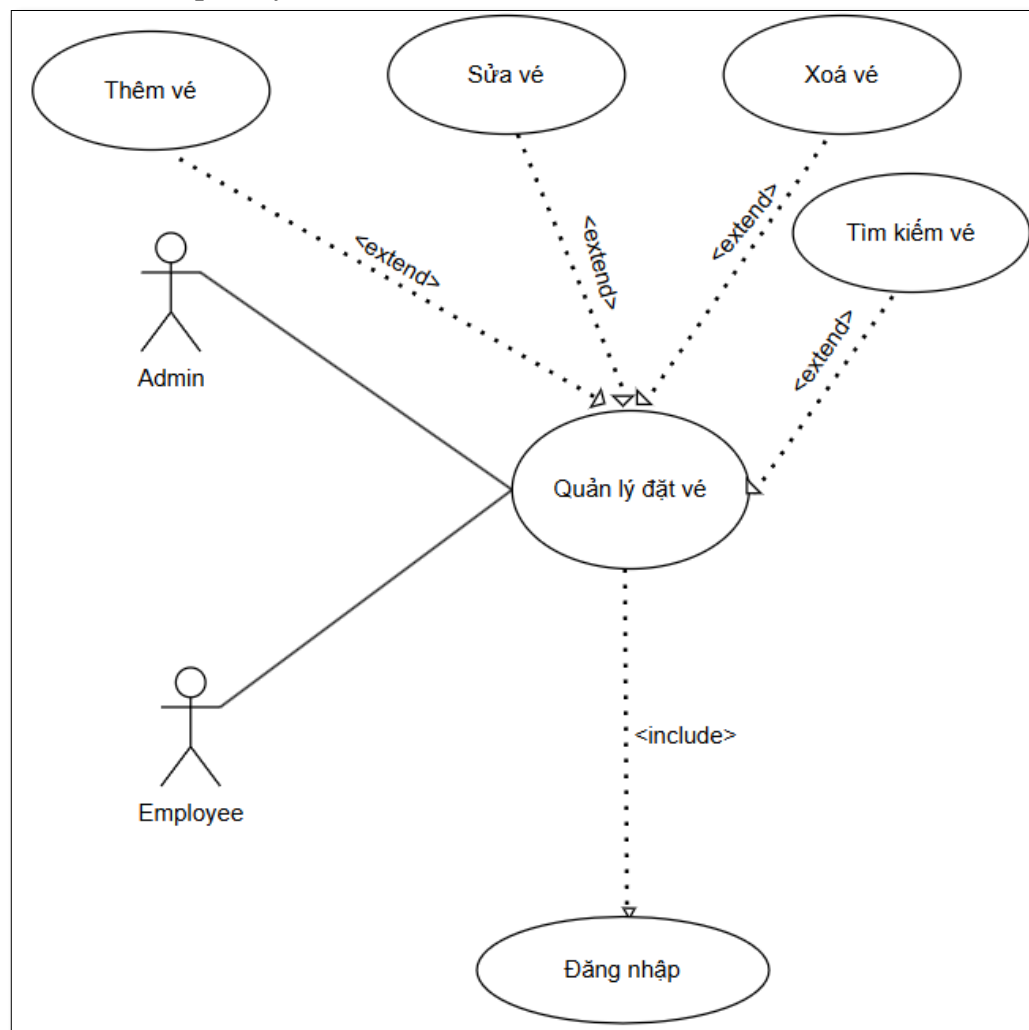 Thêm vé
Sửa vé
Xoá vé
Tìm kiếm vé
<extend>
<extend>
<extend>
<extend>
Admin
Quản lý đặt vé
<include>
Employee
Đăng nhập